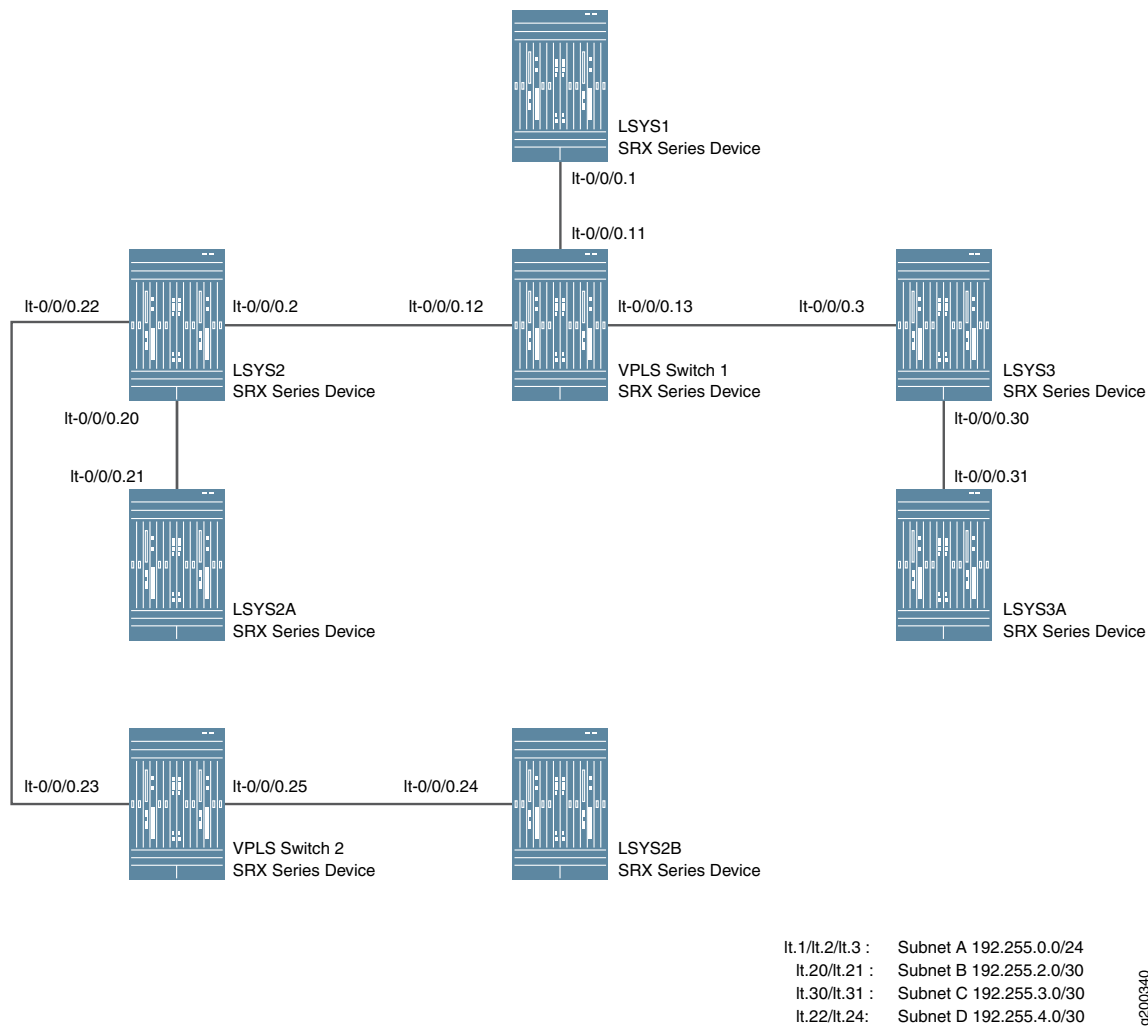 LSYS1
SRX Series Device
lt-0/0/0.1
lt-0/0/0.11
lt-0/0/0.22
lt-0/0/0.2
lt-0/0/0.12
lt-0/0/0.13
lt-0/0/0.3
LSYS2
SRX Series Device
VPLS Switch 1
SRX Series Device
LSYS3
SRX Series Device
lt-0/0/0.20
lt-0/0/0.30
lt-0/0/0.21
lt-0/0/0.31
LSYS2A
SRX Series Device
LSYS3A
SRX Series Device
lt-0/0/0.23
lt-0/0/0.25
lt-0/0/0.24
VPLS Switch 2
SRX Series Device
LSYS2B
SRX Series Device
lt.1/lt.2/lt.3 : Subnet A 192.255.0.0/24
lt.20/lt.21 : Subnet B 192.255.2.0/30
lt.30/lt.31 : Subnet C 192.255.3.0/30
lt.22/lt.24: Subnet D 192.255.4.0/30
g200340